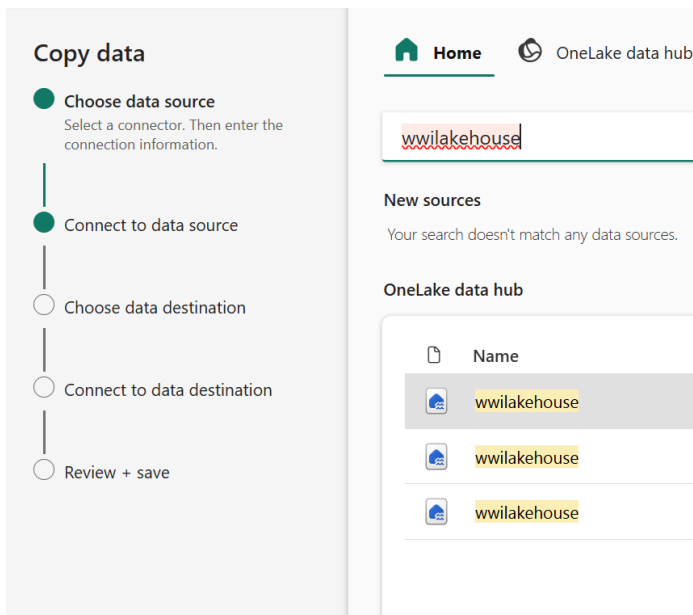 Copy data
Choose data source
Select a connector. Then enter the
connection information.
Connect to data source
Choose data destination
Connect to data destination
Review + save
Home
OneLake data hub
wwilakehouse
New sources
Your search doesn't match any data sources.
OneLake data hub
Name
wwilakehouse
wwilakehouse
wwilakehouse